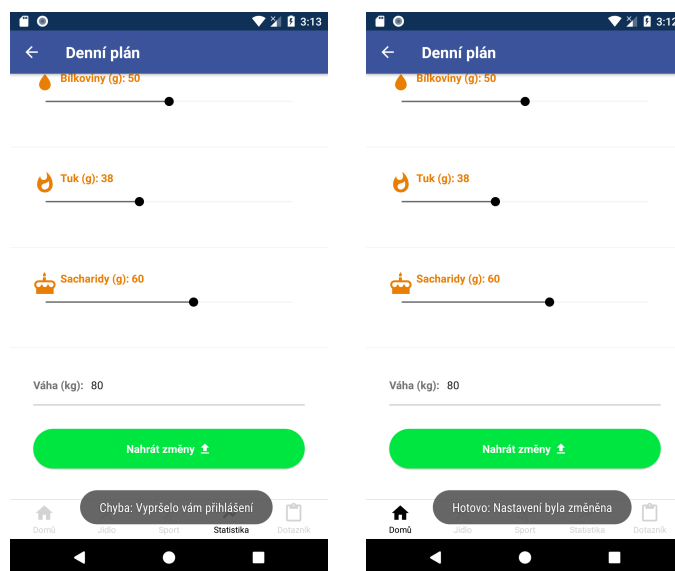 3:13
Denní plán
Bílkoviny (g): 50
Tuk (g): 38
Sacharidy (g): 60
Váha (kg): 80
Nahrát změny
Chyba: Vypršelo vám přihlášení
Domů Jídlo Sport Statistika Dotazník
3:12
Denní plán
Bílkoviny (g): 50
Tuk (g): 38
Sacharidy (g): 60
Váha (kg): 80
Nahrát změny
Hotovo: Nastavení byla změněna
Domů Jídlo Sport Statistika Dotazník